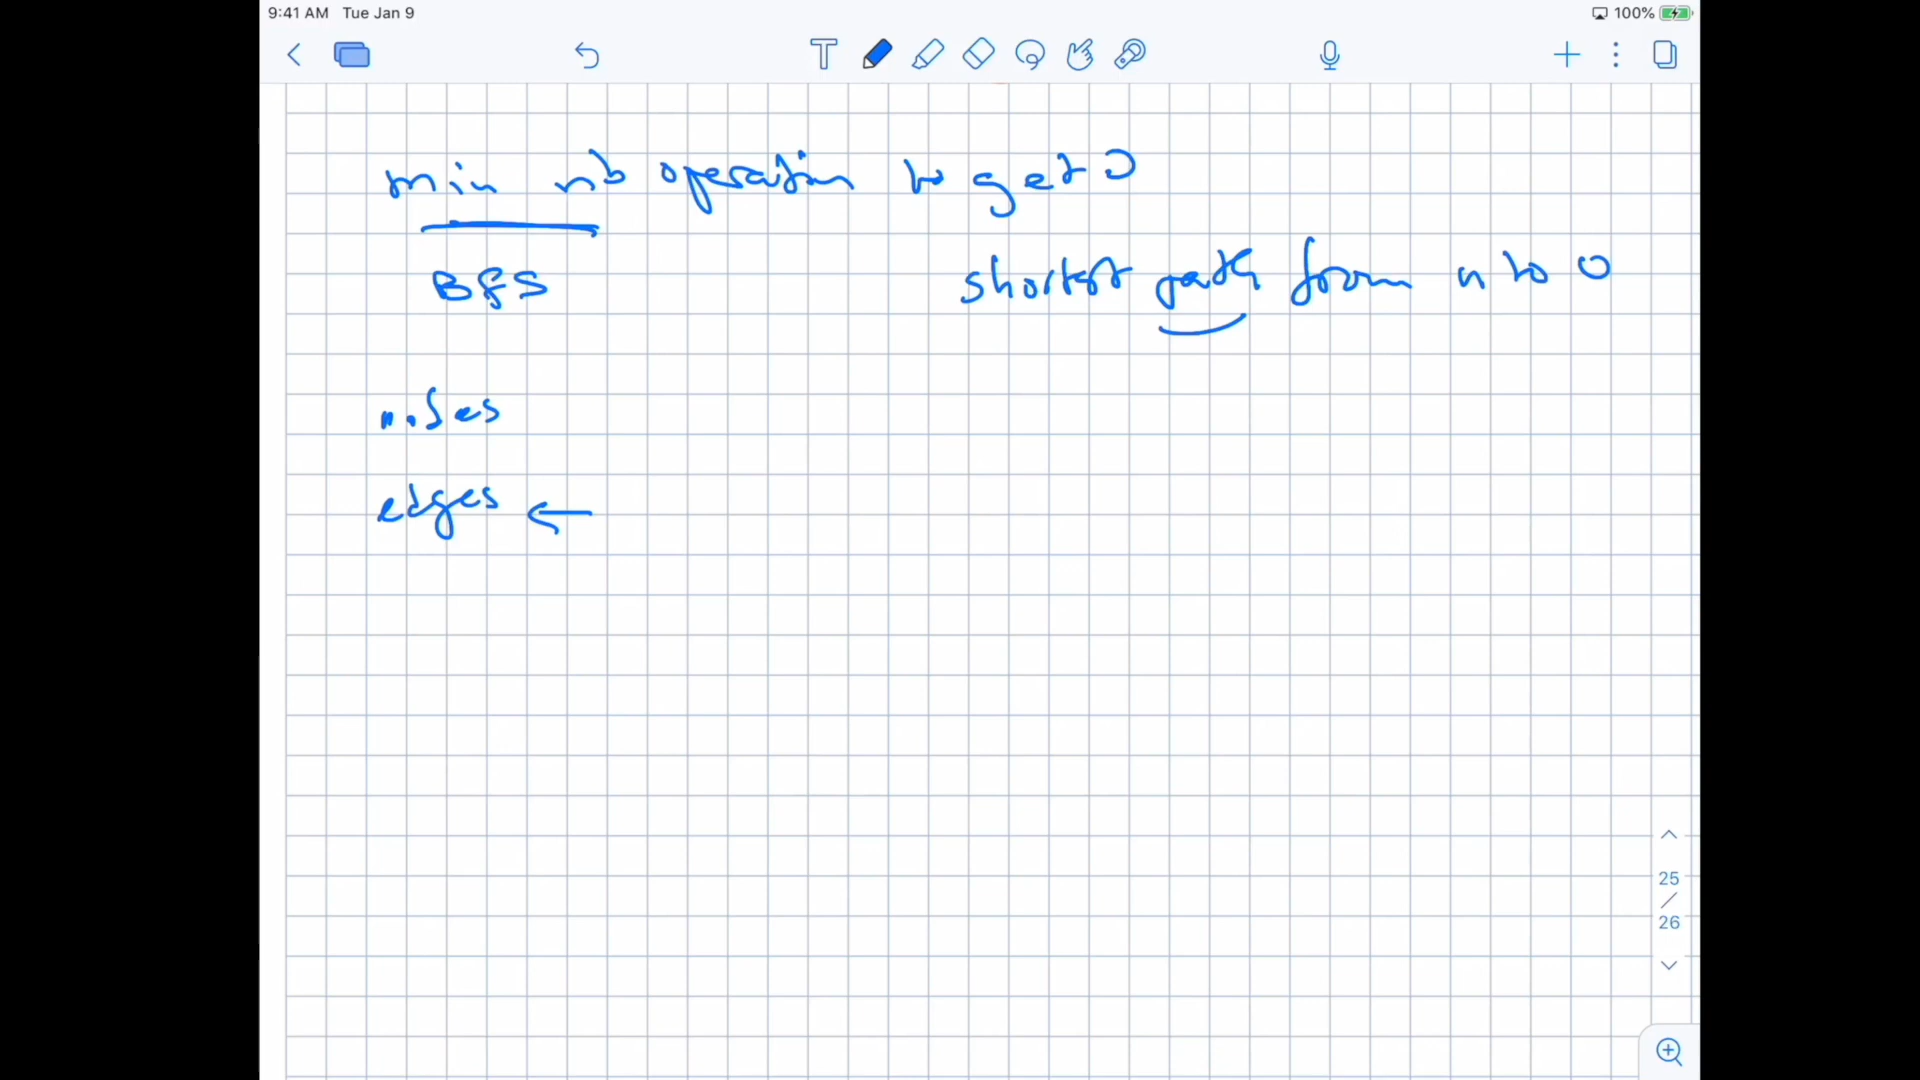 9:41 AM Tue Jan 9 100%
min nb operation to get 0
BFS
shortest path from n to 0
nodes
edges ←
25
/
26